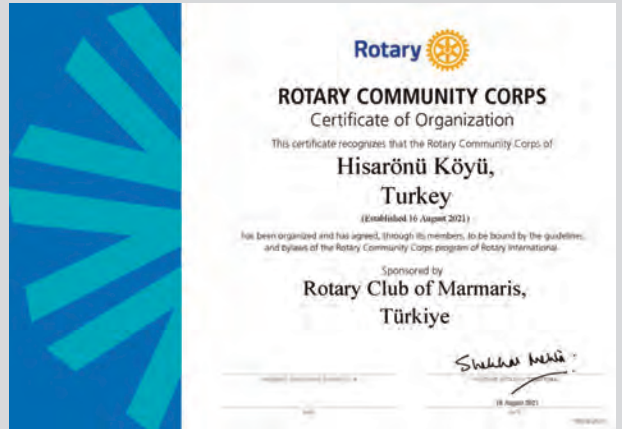 Rotary
ROTARY COMMUNITY CORPS
Certificate of Organization
This certificate recognizes that the Rotary Community Corps of
Hisarönü Köyü,
Turkey
(Established 16 August 2021)
has been organized and has agreed, through its members, to be bound by the guidelines
and bylaws of the Rotary Community Corps program of Rotary International
Sponsored by
Rotary Club of Marmaris,
Türkiye
16 August 2021
DATE
DATE